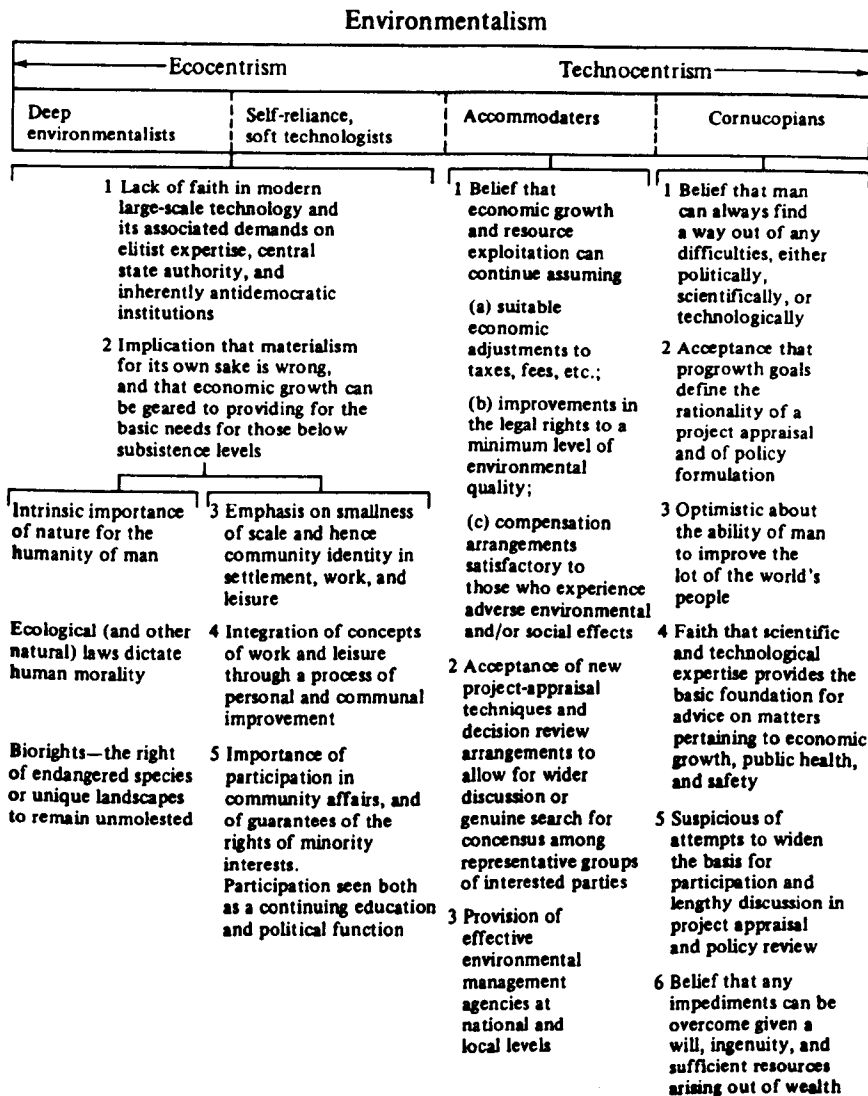 Environmentalism
Ecocentrism
Technocentrism
Deep
environmentalists
Self-reliance,
soft technologists
Accommodaters
Cornucopians
1 Lack of faith in modern
large-scale technology and
its associated demands on
elitist expertise, central
state authority, and
inherently antidemocratic
institutions
2 Implication that materialism
for its own sake is wrong,
and that economic growth can
be geared to providing for the
basic needs for those below
subsistence levels
Intrinsic importance
of nature for the
humanity of man
Ecological (and other
natural) laws dictate
human morality
Biorights—the right
of endangered species
or unique landscapes
to remain unmolested
3 Emphasis on smallness
of scale and hence
community identity in
settlement, work, and
leisure
4 Integration of concepts
of work and leisure
through a process of
personal and communal
improvement
5 Importance of
participation in
community affairs, and
of guarantees of the
rights of minority
interests.
Participation seen both
as a continuing education
and political function
1 Belief that
economic growth
and resource
exploitation can
continue assuming
(a) suitable
economic
adjustments to
taxes, fees, etc.;
(b) improvements in
the legal rights to a
minimum level of
environmental
quality;
(c) compensation
arrangements
satisfactory to
those who experience
adverse environmental
and/or social effects
2 Acceptance of new
project-appraisal
techniques and
decision review
arrangements to
allow for wider
discussion or
genuine search for
concensus among
representative groups
of interested parties
3 Provision of
effective
environmental
management
agencies at
national and
local levels
1 Belief that man
can always find
a way out of any
difficulties, either
politically,
scientifically, or
technologically
2 Acceptance that
progrowth goals
define the
rationality of a
project appraisal
and of policy
formulation
3 Optimistic about
the ability of man
to improve the
lot of the world's
people
4 Faith that scientific
and technological
expertise provides the
basic foundation for
advice on matters
pertaining to economic
growth, public health,
and safety
5 Suspicious of
attempts to widen
the basis for
participation and
lengthy discussion in
project appraisal
and policy review
6 Belief that any
impediments can be
overcome given a
will, ingenuity, and
sufficient resources
arising out of wealth